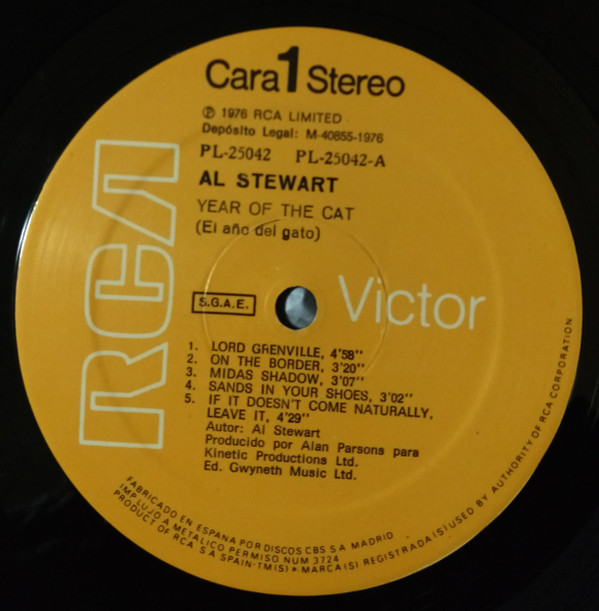 Cara 1 Stereo
℗ 1976 RCA LIMITED
Depósito Legal: M-40855-1976
PL-25042 PL-25042-A
AL STEWART
YEAR OF THE CAT
(El año del gato)
RCA
S.G.A.E.
Victor
1. LORD GRENVILLE, 4'58"
2. ON THE BORDER, 3'20"
3. MIDAS SHADOW, 3'07"
4. SANDS IN YOUR SHOES, 3'02"
5. IF IT DOESN'T COME NATURALLY,
LEAVE IT, 4'29"
Autor: Al Stewart
Producido por Alan Parsons para
Kinetic Productions Ltd.
Ed. Gwyneth Music Ltd.
FABRICADO EN ESPAÑA POR DISCOS CBS S A MADRID
IMP LUJO A METALICO PERMISO NUM 3724
PRODUCT OF RCA S A SPAIN-TM(S) • MARCA(S) REGISTRADA(S) USED BY AUTHORITY OF RCA CORPORATION